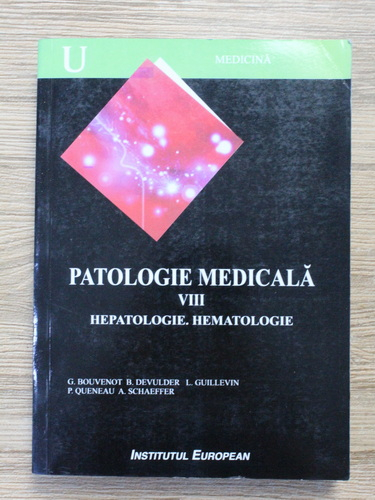 U
MEDICINĂ
PATOLOGIE MEDICALĂ
VIII
HEPATOLOGIE. HEMATOLOGIE
G. BOUVENOT B. DEVULDER L. GUILLEVIN
P. QUENEAU A. SCHAEFFER
INSTITUTUL EUROPEAN